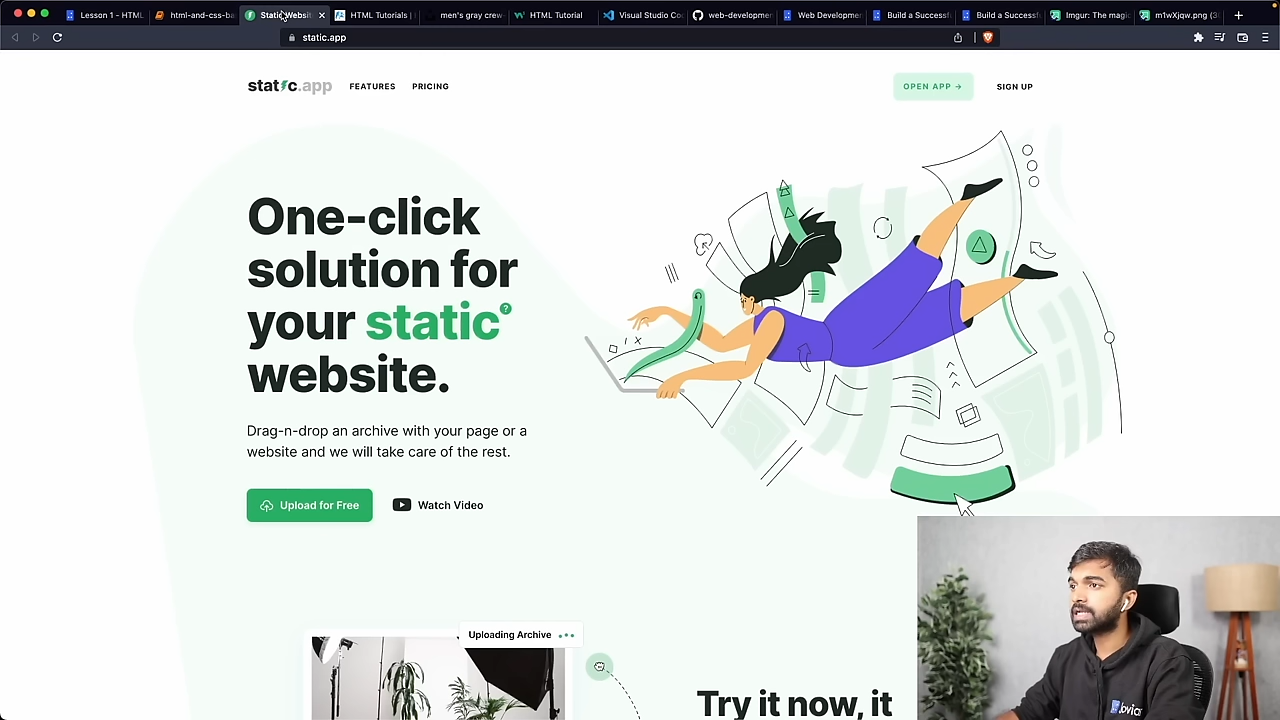 Lesson 1 - HTML
html-and-css-ba
Static Websit
HTML Tutorials |
men's gray crew
HTML Tutorial
Visual Studio Co
web-developmen
Web Developmen
Build a Successf
Build a Successf
Imgur: The magi
m1wXjqw.png (3
static.app
static.app
FEATURES
PRICING
OPEN APP →
SIGN UP
One-click
solution for
your static?
website.
Drag-n-drop an archive with your page or a
website and we will take care of the rest.
Upload for Free
Watch Video
Uploading Archive
Try it now, it